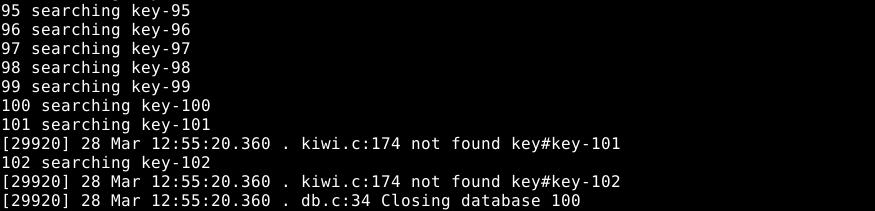 95 searching key-95
96 searching key-96
97 searching key-97
98 searching key-98
99 searching key-99
100 searching key-100
101 searching key-101
[29920] 28 Mar 12:55:20.360 . kiwi.c:174 not found key#key-101
102 searching key-102
[29920] 28 Mar 12:55:20.360 . kiwi.c:174 not found key#key-102
[29920] 28 Mar 12:55:20.360 . db.c:34 Closing database 100